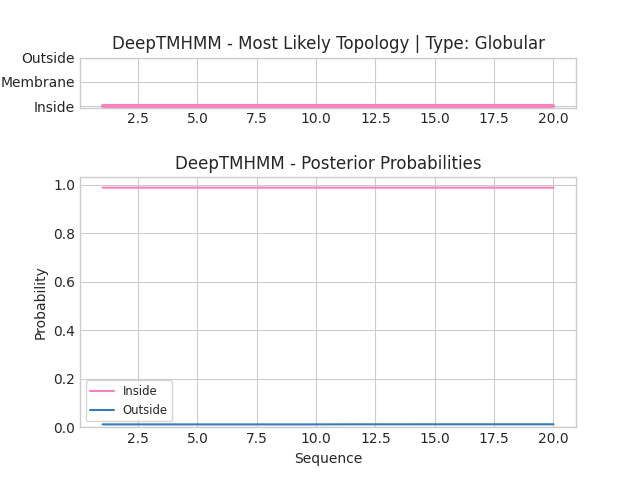 DeepTMHMM - Most Likely Topology | Type: Globular
Outside
Membrane
Inside
2.5 5.0 7.5 10.0 12.5 15.0 17.5 20.0
DeepTMHMM - Posterior Probabilities
1.0
0.8
0.6
0.4
0.2
0.0
Probability
Inside
Outside
2.5 5.0 7.5 10.0 12.5 15.0 17.5 20.0
Sequence